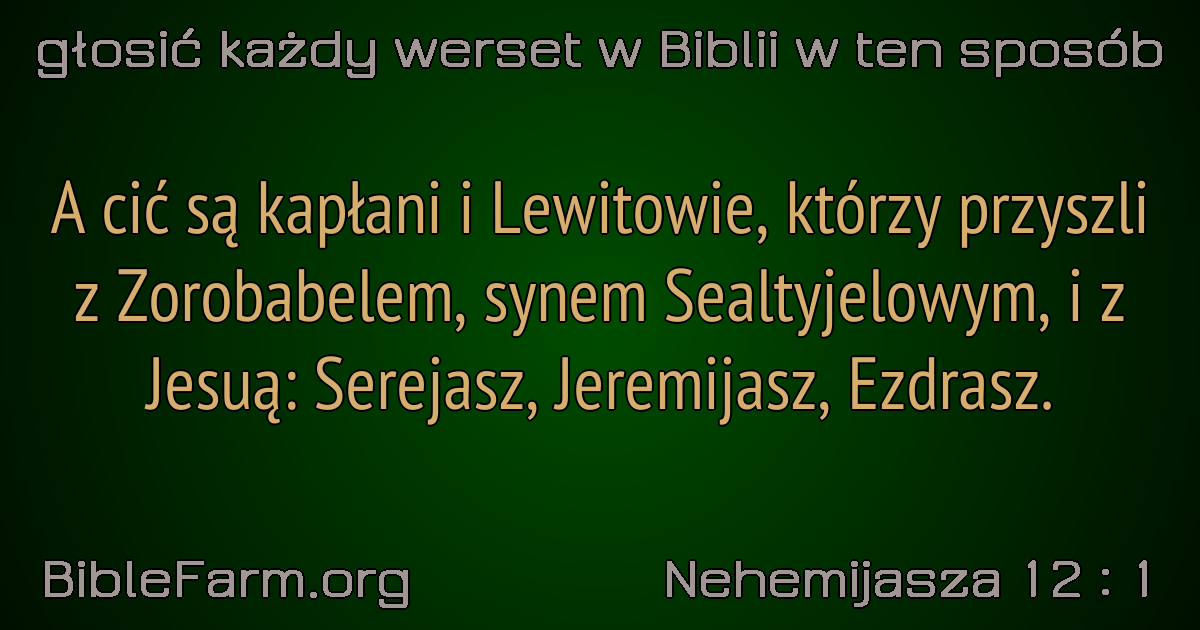 głosić każdy werset w Biblii w ten sposób
A cić są kapłani i Lewitowie, którzy przyszli
z Zorobabelem, synem Sealtyjelowym, i z
Jesuą: Serejasz, Jeremijasz, Ezdrasz.
BibleFarm.org
Nehemijasza 12 : 1